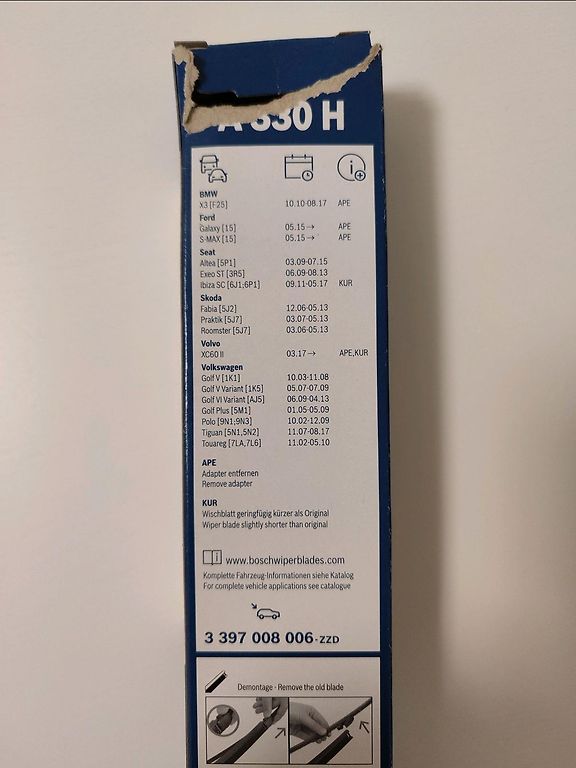 A 330 H
BMW
X3 [F25] 10.10-08.17 APE
Ford
Galaxy [15] 05.15→ APE
S-MAX [15] 05.15→ APE
Seat
Altea [5P1] 03.09-07.15
Exeo ST [3R5] 06.09-08.13
Ibiza SC [6J1;6P1] 09.11-05.17 KUR
Skoda
Fabia [5J2] 12.06-05.13
Praktik [5J7] 03.07-05.13
Roomster [5J7] 03.06-05.13
Volvo
XC60 II 03.17→ APE,KUR
Volkswagen
Golf V [1K1] 10.03-11.08
Golf V Variant [1K5] 05.07-07.09
Golf VI Variant [AJ5] 06.09-04.13
Golf Plus [5M1] 01.05-05.09
Polo [9N1;9N3] 10.02-12.09
Tiguan [5N1,5N2] 11.07-08.17
Touareg [7LA,7L6] 11.02-05.10
APE
Adapter entfernen
Remove adapter
KUR
Wischblatt geringfügig kürzer als Original
Wiper blade slightly shorter than original
www.boschwiperblades.com
Komplette Fahrzeug-Informationen siehe Katalog
For complete vehicle applications see catalogue
3 397 008 006-ZZD
Demontage - Remove the old blade